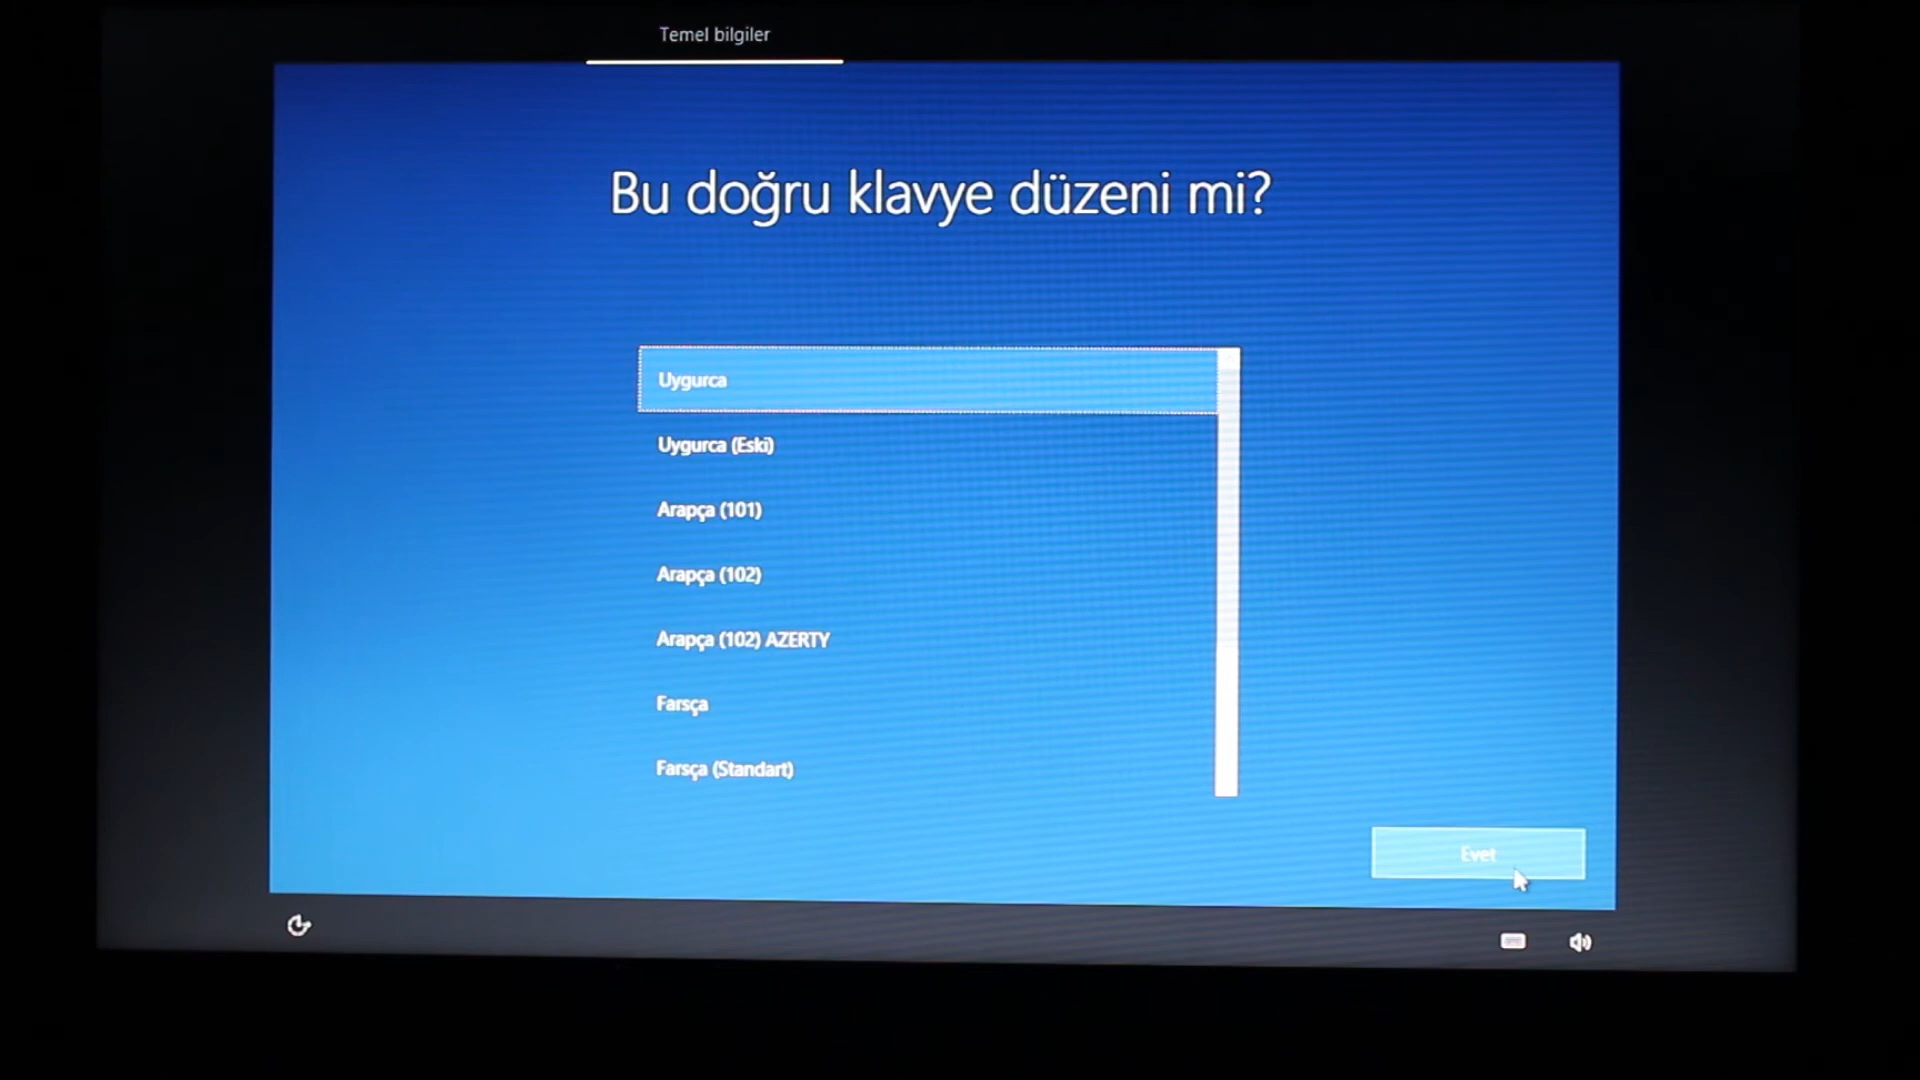 Temel bilgiler
Bu doğru klavye düzeni mi?
Uygurca
Uygurca (Eski)
Arapça (101)
Arapça (102)
Arapça (102) AZERTY
Farsça
Farsça (Standart)
Evet